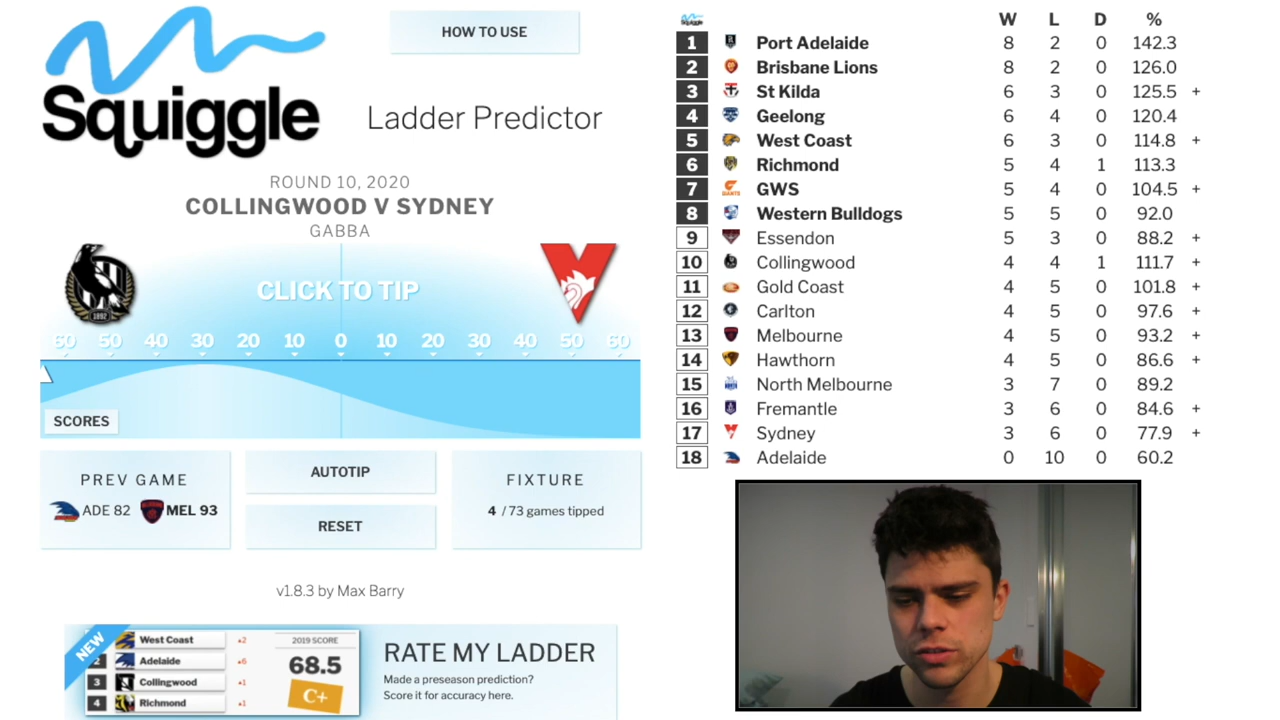 Squiggle
Ladder Predictor
HOW TO USE
ROUND 10, 2020
COLLINGWOOD V SYDNEY
GABBA
1892
CLICK TO TIP
60 50 40 30 20 10 0 10 20 30 40 50 60
SCORES
PREV GAME
ADE 82 MEL 93
AUTOTIP
RESET
FIXTURE
4 / 73 games tipped
v1.8.3 by Max Barry
NEW
West Coast ▲2
2 Adelaide ▲6
3 Collingwood ▲1
4 Richmond ▲1
2019 SCORE
68.5
C+
RATE MY LADDER
Made a preseason prediction?
Score it for accuracy here.
Squiggle W L D %
1 Port Adelaide 8 2 0 142.3
2 Brisbane Lions 8 2 0 126.0
3 St Kilda 6 3 0 125.5 +
4 Geelong 6 4 0 120.4
5 West Coast 6 3 0 114.8 +
6 Richmond 5 4 1 113.3
7 GWS 5 4 0 104.5 +
8 Western Bulldogs 5 5 0 92.0
9 Essendon 5 3 0 88.2 +
10 Collingwood 4 4 1 111.7 +
11 Gold Coast 4 5 0 101.8 +
12 Carlton 4 5 0 97.6 +
13 Melbourne 4 5 0 93.2 +
14 Hawthorn 4 5 0 86.6 +
15 North Melbourne 3 7 0 89.2
16 Fremantle 3 6 0 84.6 +
17 Sydney 3 6 0 77.9 +
18 Adelaide 0 10 0 60.2